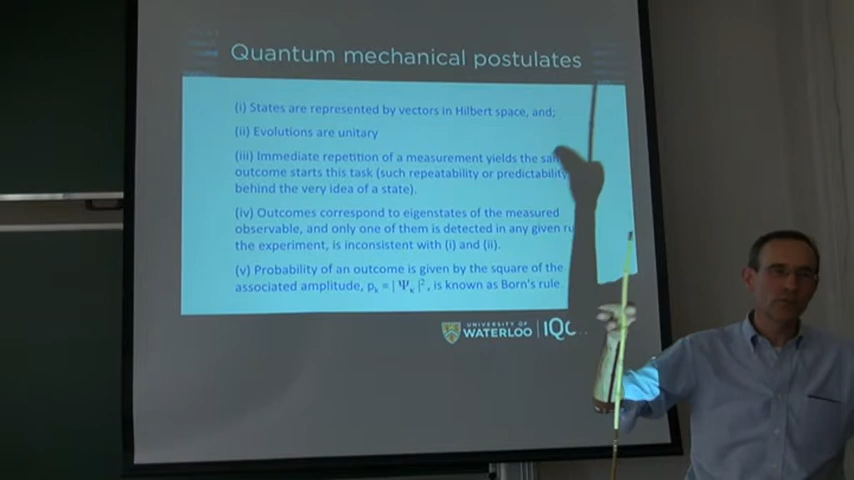 Quantum mechanical postulates
(i) States are represented by vectors in Hilbert space, and;
(ii) Evolutions are unitary
(iii) Immediate repetition of a measurement yields the
outcome starts this task (such repeatability or predictability
behind the very idea of a state).
(iv) Outcomes correspond to eigenstates of the measured
observable, and only one of them is detected in any given
the experiment, is inconsistent with (i) and (ii).
(v) Probability of an outcome is given by the square of the
associated amplitude, pₖ = |Ψₖ|², is known as Born's rule.
UNIVERSITY OF
WATERLOO | IQC